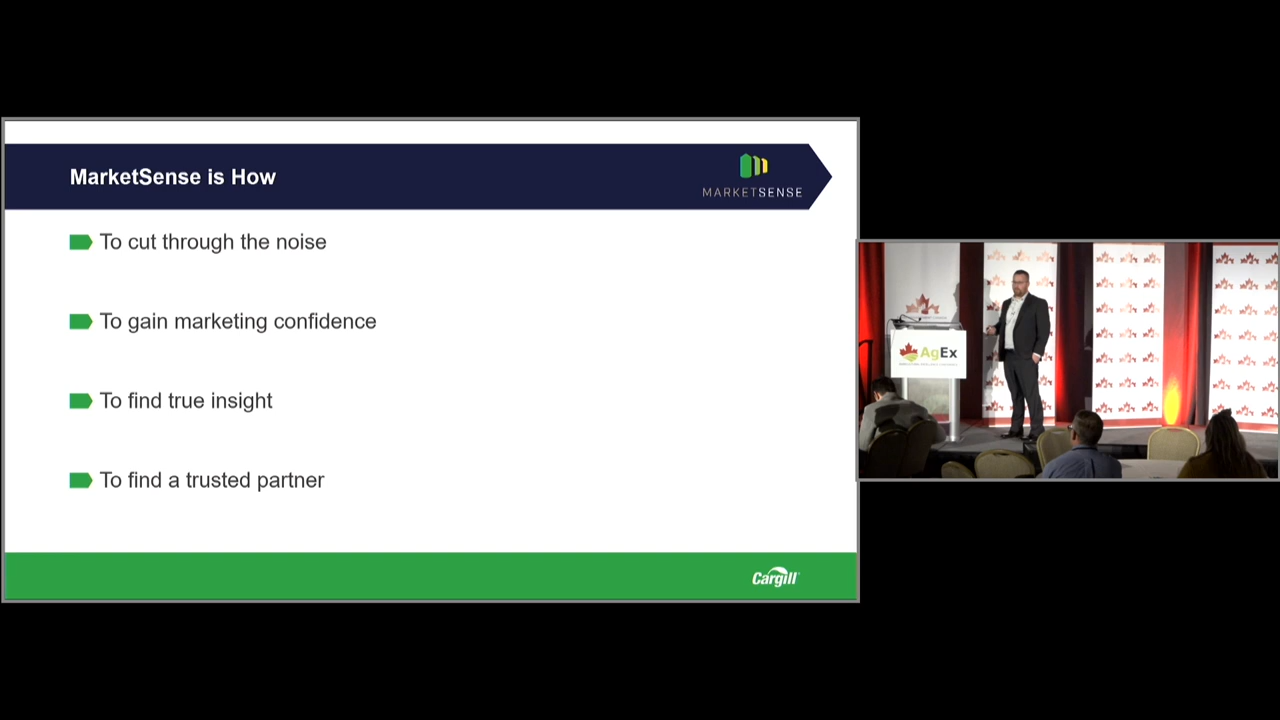 MarketSense is How
MARKETSENSE
To cut through the noise
To gain marketing confidence
To find true insight
To find a trusted partner
Cargill
AgEx